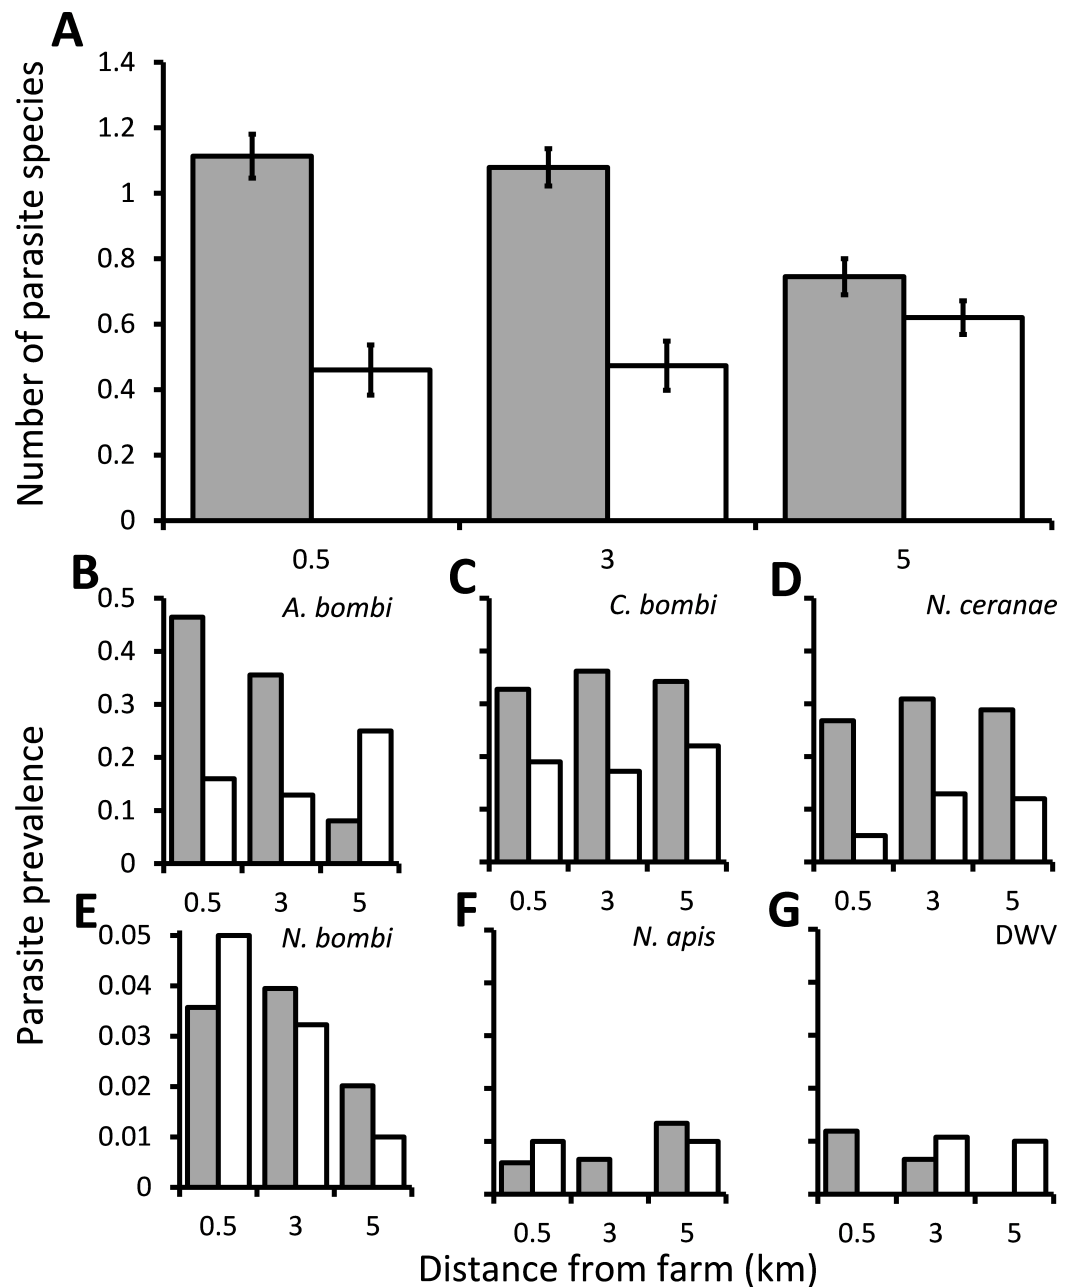 A
Number of parasite species
1.4
1.2
1
0.8
0.6
0.4
0.2
0
0.5 3 5
Parasite prevalence
B
A. bombi
0.5
0.4
0.3
0.2
0.1
0
0.5 3 5
C
C. bombi
0.5 3 5
D
N. ceranae
0.5 3 5
E
N. bombi
0.05
0.04
0.03
0.02
0.01
0
0.5 3 5
F
N. apis
0.5 3 5
G
DWV
0.5 3 5
Distance from farm (km)